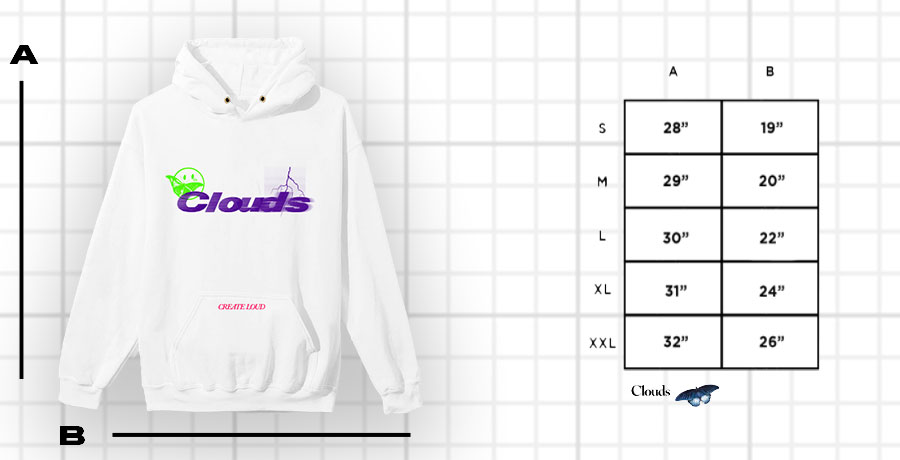 A
Clouds
CREATE LOUD
B
A B
S 28” 19”
M 29” 20”
L 30” 22”
XL 31” 24”
XXL 32” 26”
Clouds